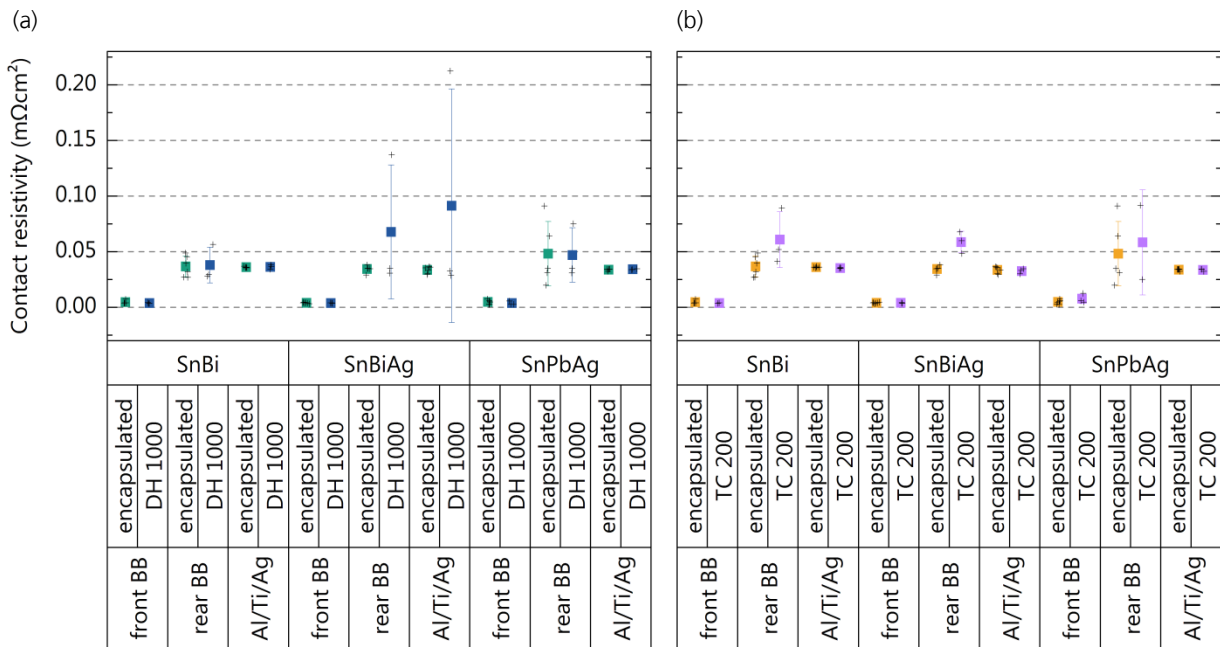 (a)
(b)
Contact resistivity (mΩcm²)
0.20
0.15
0.10
0.05
0.00
SnBi
SnBiAg
SnPbAg
SnBi
SnBiAg
SnPbAg
encapsulated
DH 1000
encapsulated
DH 1000
encapsulated
DH 1000
encapsulated
DH 1000
encapsulated
DH 1000
encapsulated
DH 1000
encapsulated
DH 1000
encapsulated
DH 1000
encapsulated
DH 1000
encapsulated
TC 200
encapsulated
TC 200
encapsulated
TC 200
encapsulated
TC 200
encapsulated
TC 200
encapsulated
TC 200
encapsulated
TC 200
encapsulated
TC 200
encapsulated
TC 200
front BB
rear BB
Al/Ti/Ag
front BB
rear BB
Al/Ti/Ag
front BB
rear BB
Al/Ti/Ag
front BB
rear BB
Al/Ti/Ag
front BB
rear BB
Al/Ti/Ag
front BB
rear BB
Al/Ti/Ag